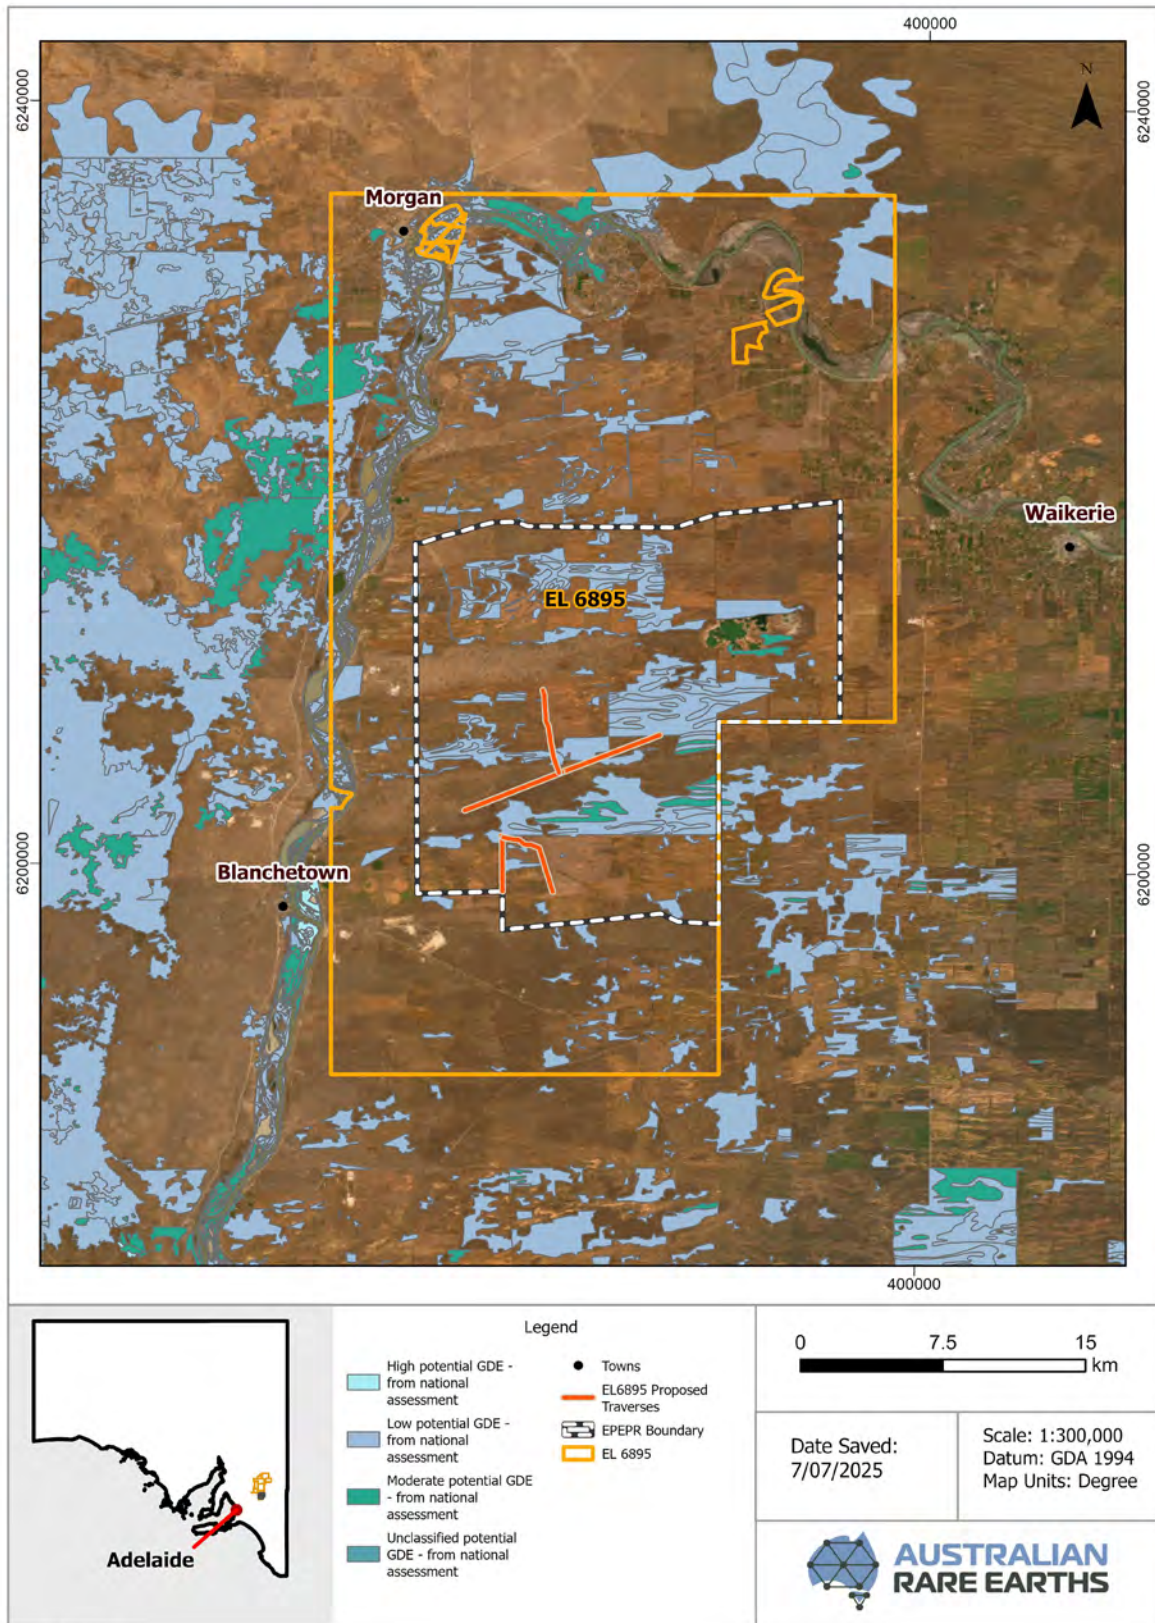 400000
6240000
6240000
N
Morgan
Waikerie
EL 6895
6200000
6200000
Blanchetown
400000
Legend
High potential GDE -
from national
assessment
Low potential GDE -
from national
assessment
Moderate potential GDE
- from national
assessment
Unclassified potential
GDE - from national
assessment
Towns
EL6895 Proposed
Traverses
EPEPR Boundary
EL 6895
0 7.5 15
km
Date Saved:
7/07/2025
Scale: 1:300,000
Datum: GDA 1994
Map Units: Degree
Adelaide
AUSTRALIAN
RARE EARTHS